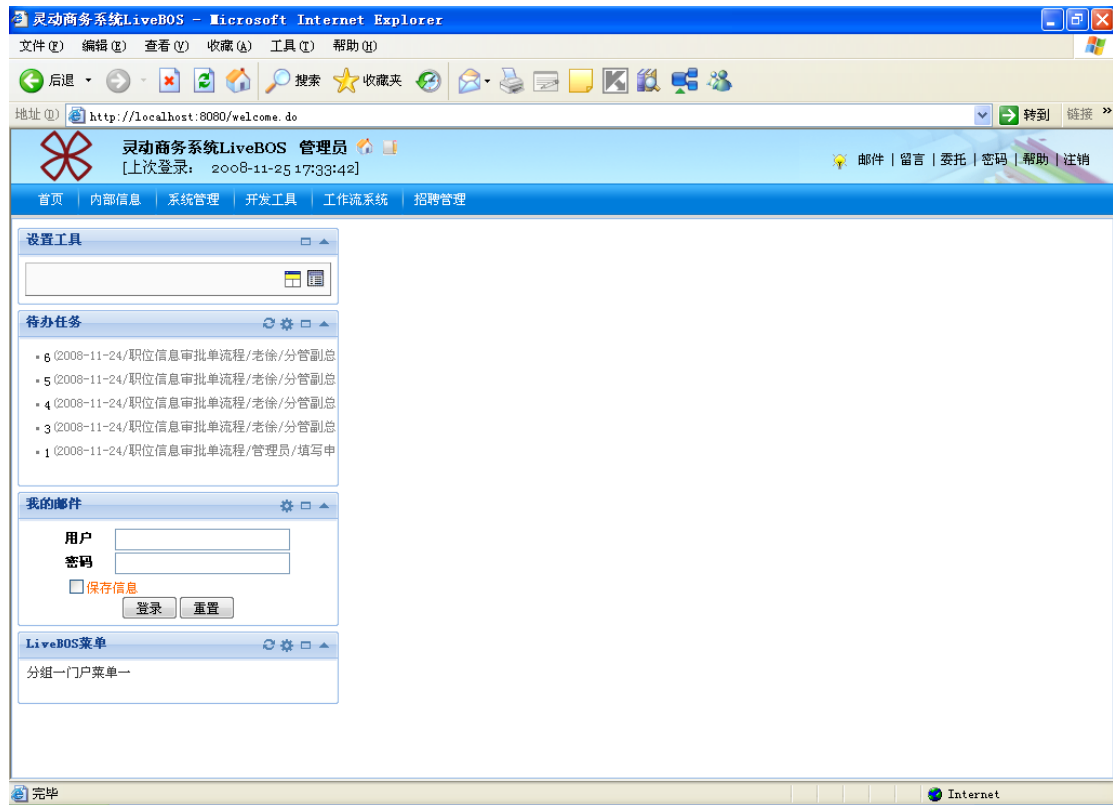 灵动商务系统LiveBOS - Microsoft Internet Explorer
文件(F) 编辑(E) 查看(V) 收藏(A) 工具(T) 帮助(H)
后退 搜索 收藏夹
地址(D) http://localhost:8080/welcome.do 转到 链接 »
灵动商务系统LiveBOS 管理员
[上次登录: 2008-11-25 17:33:42]
邮件 | 留言 | 委托 | 密码 | 帮助 | 注销
首页 内部信息 系统管理 开发工具 工作流系统 招聘管理
设置工具
待办任务
6 (2008-11-24/职位信息审批单流程/老徐/分管副总
5 (2008-11-24/职位信息审批单流程/老徐/分管副总
4 (2008-11-24/职位信息审批单流程/老徐/分管副总
3 (2008-11-24/职位信息审批单流程/老徐/分管副总
1 (2008-11-24/职位信息审批单流程/管理员/填写申
我的邮件
用户
密码
保存信息
登录 重置
LiveBOS菜单
分组一门户菜单一
完毕 Internet